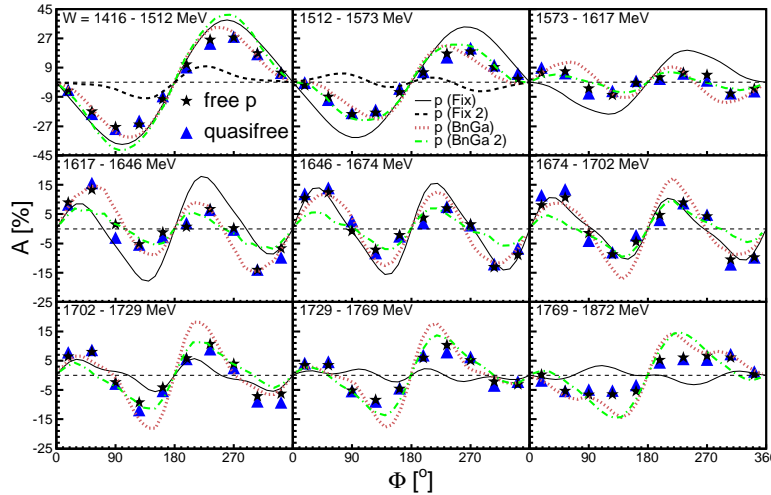 W = 1416 - 1512 MeV
1512 - 1573 MeV
1573 - 1617 MeV
45
27
9
-9
-27
-45
free p
quasifree
p (Fix)
p (Fix 2)
p (BnGa)
p (BnGa 2)
1617 - 1646 MeV
1646 - 1674 MeV
1674 - 1702 MeV
15
5
-5
-15
-25
A [%]
1702 - 1729 MeV
1729 - 1769 MeV
1769 - 1872 MeV
15
5
-5
-15
-25
0 90 180 270 0 90 180 270 0 90 180 270 360
Φ [°]